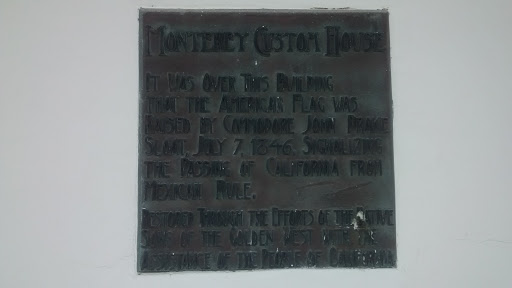 MONTEREY CUSTOM HOUSE
IT WAS OVER THIS BUILDING
THAT THE AMERICAN FLAG WAS
RAISED BY COMMODORE JOHN DRAKE
SLOAT, JULY 7, 1846, SIGNALIZING
THE PASSING OF CALIFORNIA FROM
MEXICAN RULE.
RESTORED THROUGH THE EFFORTS OF THE NATIVE
SONS OF THE GOLDEN WEST WITH THE
ASSISTANCE OF THE PEOPLE OF CALIFORNIA